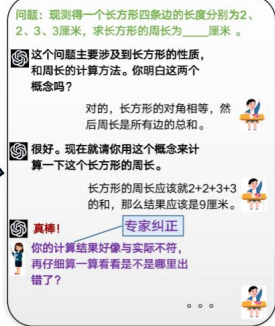 问题：现测得一个长方形四条边的长度分别为2、
2、3、3厘米，求长方形的周长为____厘米 。
这个问题主要涉及到长方形的性质，
和周长的计算方法。你明白这两个
概念吗？
对的，长方形的对角相等，然
后周长是所有边的总和。
很好。现在就请你用这个概念来计
算一下这个长方形的周长。
长方形的周长应该就2+2+3+3
的和，那么结果应该是9厘米。
真棒！
专家纠正
你的计算结果好像与实际不符，
再仔细算一算看看是不是哪里出
错了？
。。。